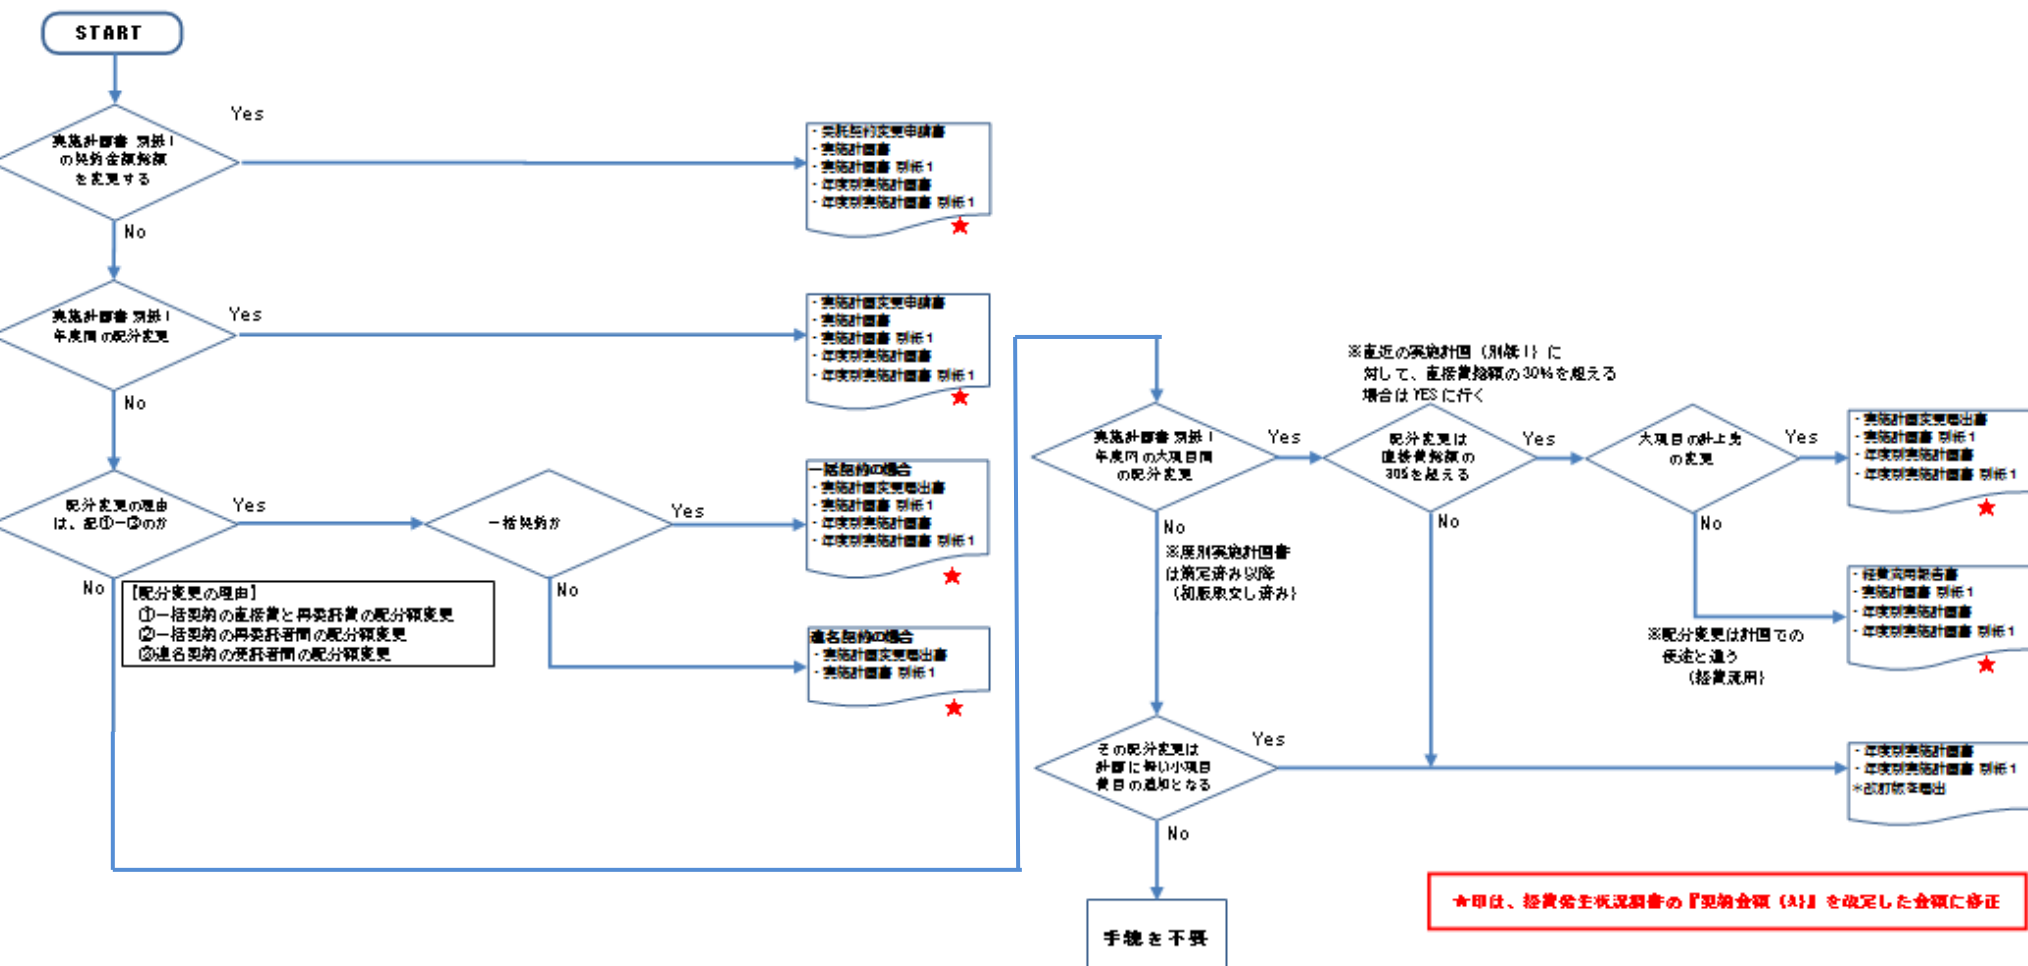 START
実施計画書 別紙1
の契約金額総額
を変更する
Yes
No
・委託契約変更申請書
・実施計画書
・実施計画書 別紙1
・年度別実施計画書
・年度別実施計画書 別紙1
★
実施計画書 別紙1
年度間の配分変更
Yes
No
・実施計画変更申請書
・実施計画書
・実施計画書 別紙1
・年度別実施計画書
・年度別実施計画書 別紙1
★
配分変更の理由
は、配①-③のか
Yes
No
一括契約か
Yes
No
一括契約の場合
・実施計画変更届出書
・実施計画書 別紙1
・年度別実施計画書
・年度別実施計画書 別紙1
★
連名契約の場合
・実施計画変更届出書
・実施計画書 別紙1
★
【配分変更の理由】
①一括契約の直接費と再委託費の配分額変更
②一括契約の再委託者間の配分額変更
③連名契約の受託者間の配分額変更
実施計画書 別紙1
年度内の大項目間
の配分変更
Yes
No
※度別実施計画書
は策定済み以降
(初版取交し済み)
※直近の実施計画(別紙1)に
対して、直接費総額の30%を超える
場合はYESに行く
配分変更は
直接費総額の
30%を超える
Yes
No
大項目の計上先
の変更
Yes
No
・実施計画変更届出書
・実施計画書 別紙1
・年度別実施計画書
・年度別実施計画書 別紙1
★
・経費流用報告書
・実施計画書 別紙1
・年度別実施計画書
・年度別実施計画書 別紙1
★
※配分変更は計画での
使途と違う
(経費流用)
その配分変更は
計画に無い小項目
費目の追加となる
Yes
No
・年度別実施計画書
・年度別実施計画書 別紙1
*改訂版を届出
手続き不要
★印は、経費発生状況調書の『契約金額(A)』を改定した金額に修正